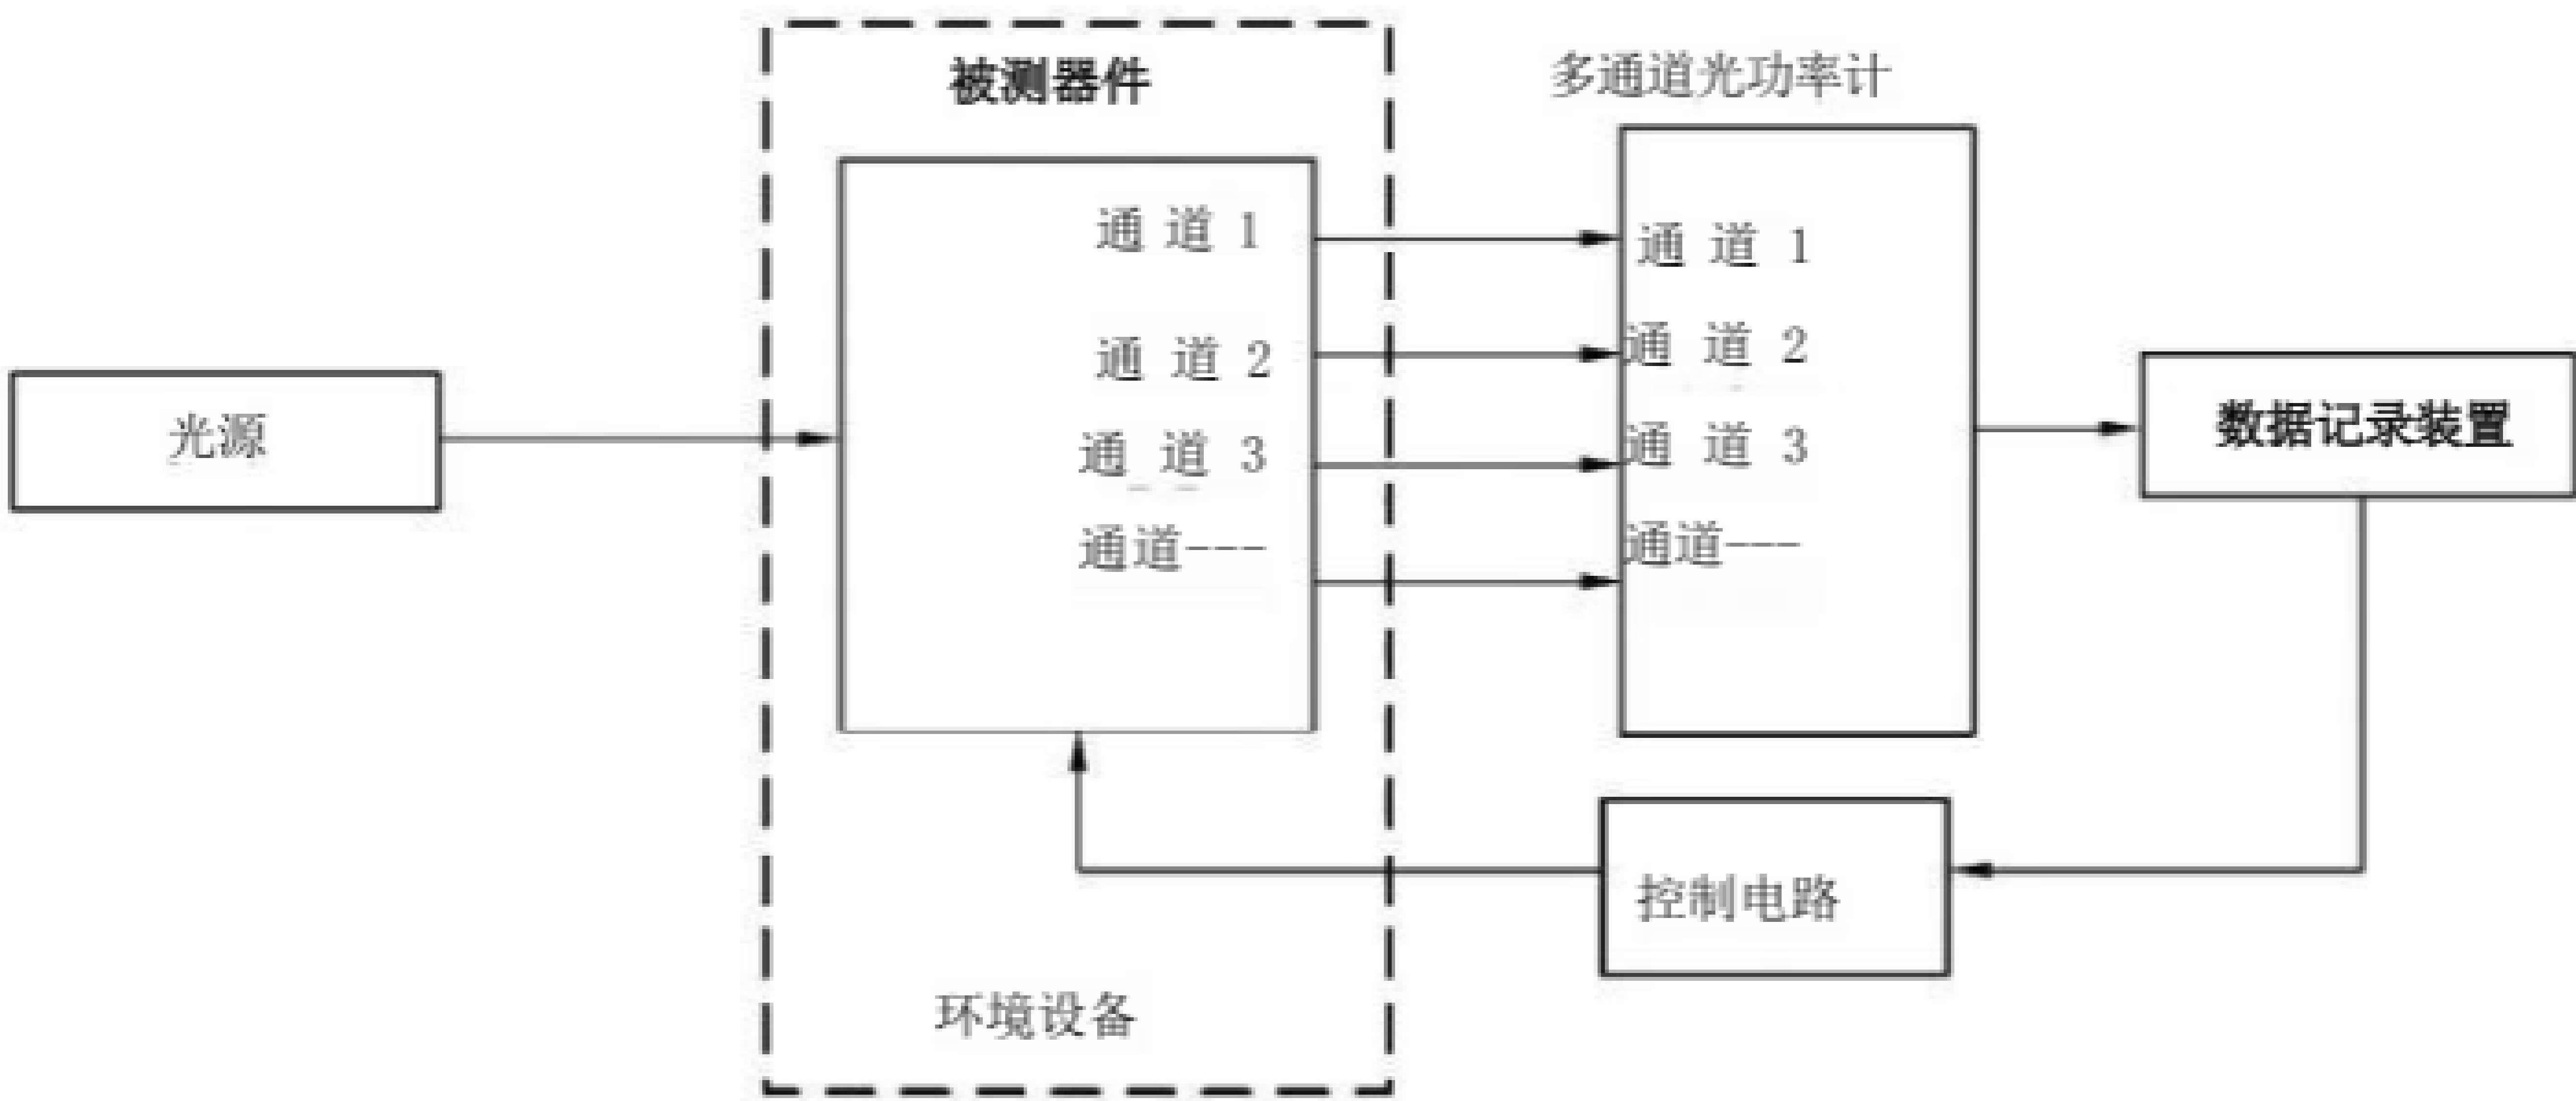 被测器件
多通道光功率计
光源
通 道 1
通 道 2
通 道 3
通道---
通 道 1
通 道 2
通 道 3
通道---
数据记录装置
控制电路
环境设备